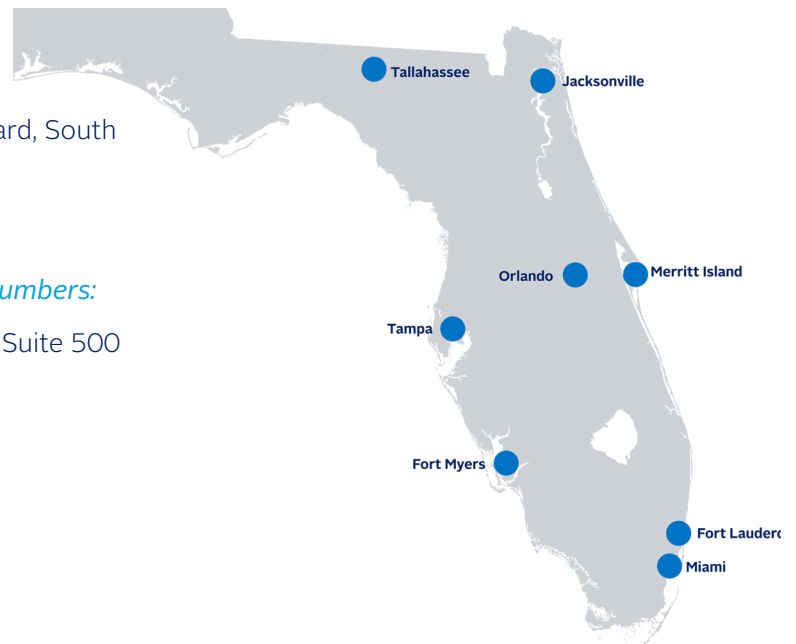 Tallahassee
Jacksonville
ard, South
Orlando
Merritt Island
umbers:
Tampa
Suite 500
Fort Myers
Fort Lauderd
Miami